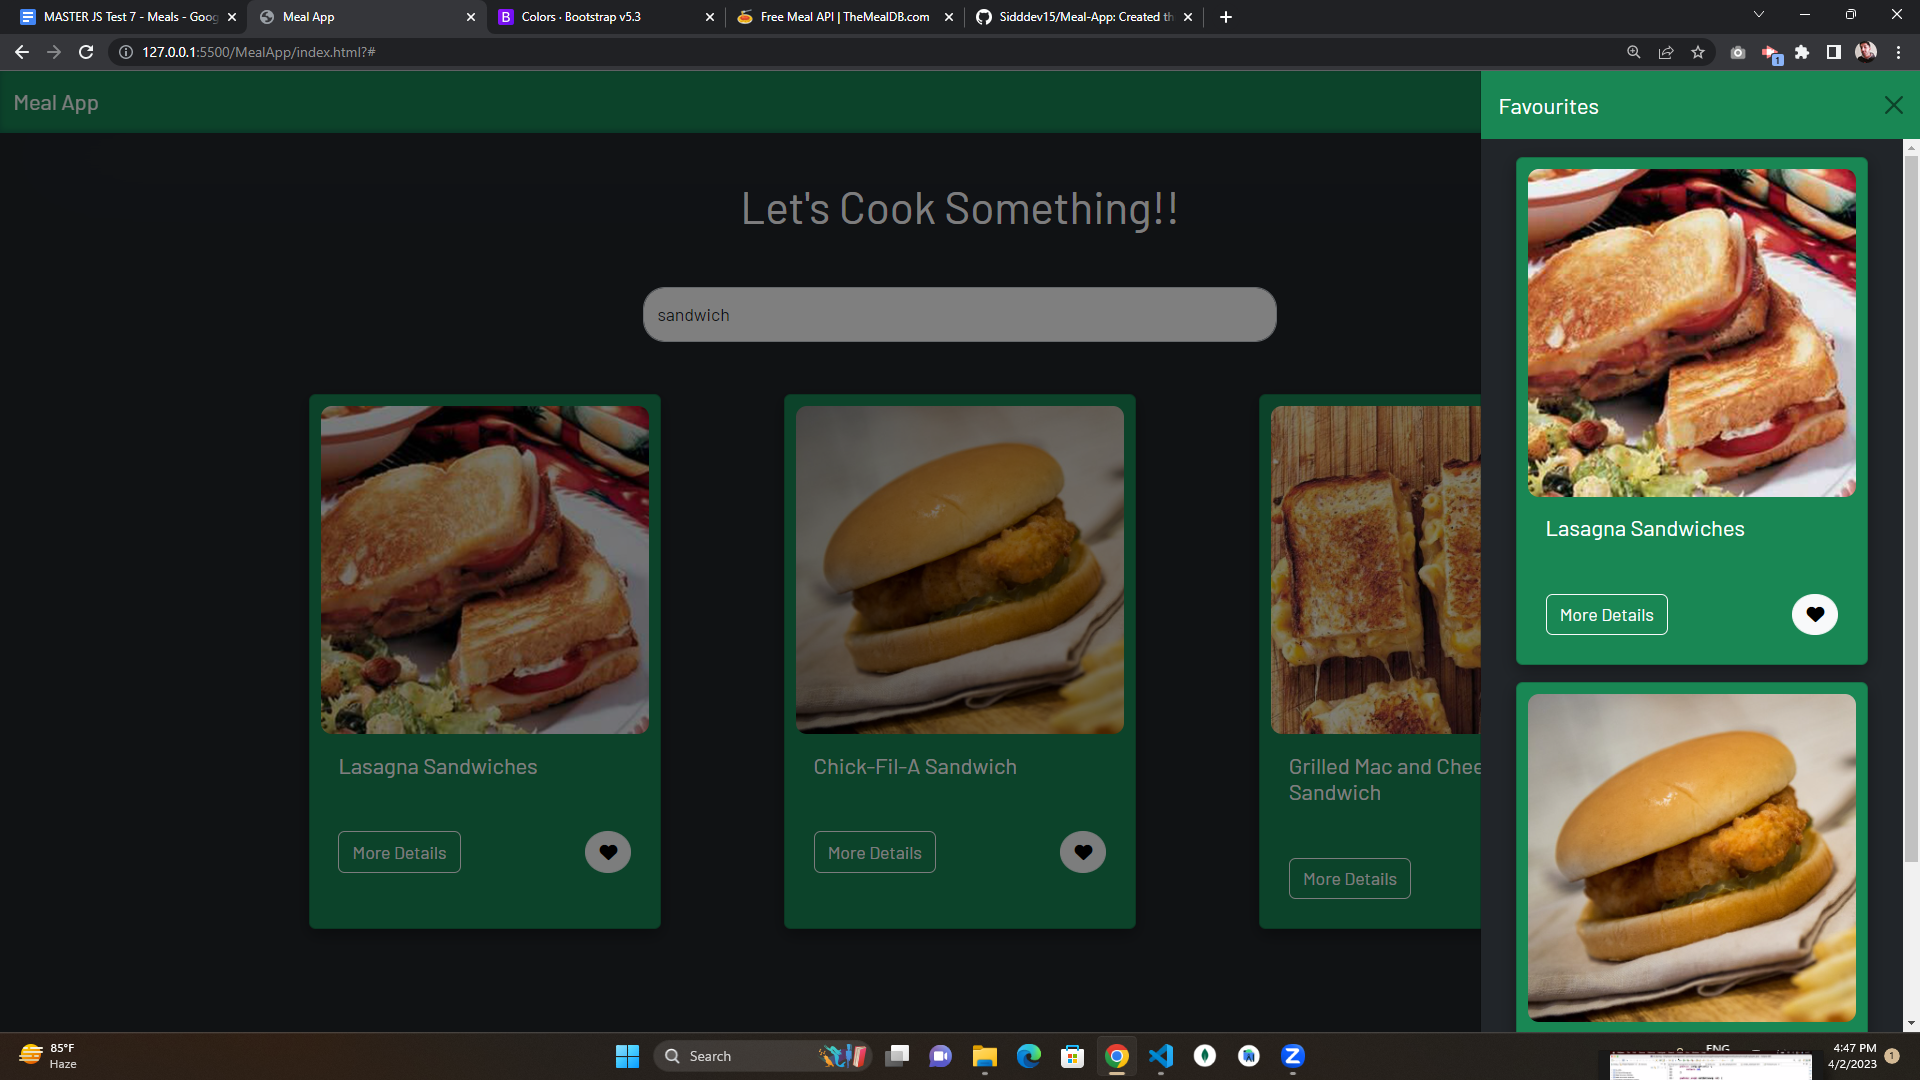 MASTER JS Test 7 - Meals - Goog
Meal App
Colors · Bootstrap v5.3
Free Meal API | TheMealDB.com
Sidddev15/Meal-App: Created th
127.0.0.1:5500/MealApp/index.html?#
1
Meal App
Favourites
Let's Cook Something!!
sandwich
Lasagna Sandwiches
More Details
Chick-Fil-A Sandwich
More Details
Grilled Mac and Chee
Sandwich
More Details
Lasagna Sandwiches
More Details
85°F
Haze
Search
ENG
4:47 PM
4/2/2023
1